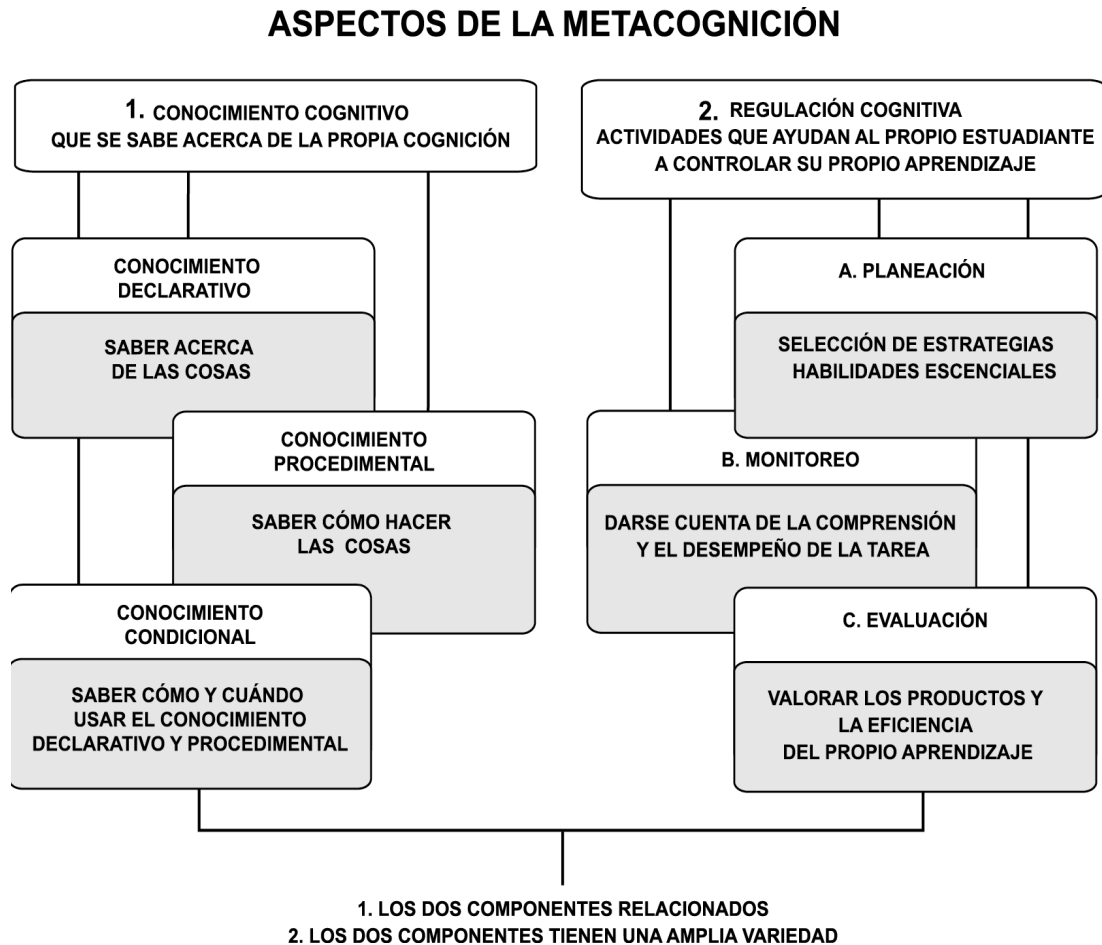 ASPECTOS DE LA METACOGNICIÓN
1. CONOCIMIENTO COGNITIVO
QUE SE SABE ACERCA DE LA PROPIA COGNICIÓN
CONOCIMIENTO
DECLARATIVO
SABER ACERCA
DE LAS COSAS
CONOCIMIENTO
PROCEDIMENTAL
SABER CÓMO HACER
LAS COSAS
CONOCIMIENTO
CONDICIONAL
SABER CÓMO Y CUÁNDO
USAR EL CONOCIMIENTO
DECLARATIVO Y PROCEDIMENTAL
2. REGULACIÓN COGNITIVA
ACTIVIDADES QUE AYUDAN AL PROPIO ESTUADIANTE
A CONTROLAR SU PROPIO APRENDIZAJE
A. PLANEACIÓN
SELECCIÓN DE ESTRATEGIAS
HABILIDADES ESCENCIALES
B. MONITOREO
DARSE CUENTA DE LA COMPRENSIÓN
Y EL DESEMPEÑO DE LA TAREA
C. EVALUACIÓN
VALORAR LOS PRODUCTOS Y
LA EFICIENCIA
DEL PROPIO APRENDIZAJE
1. LOS DOS COMPONENTES RELACIONADOS
2. LOS DOS COMPONENTES TIENEN UNA AMPLIA VARIEDAD